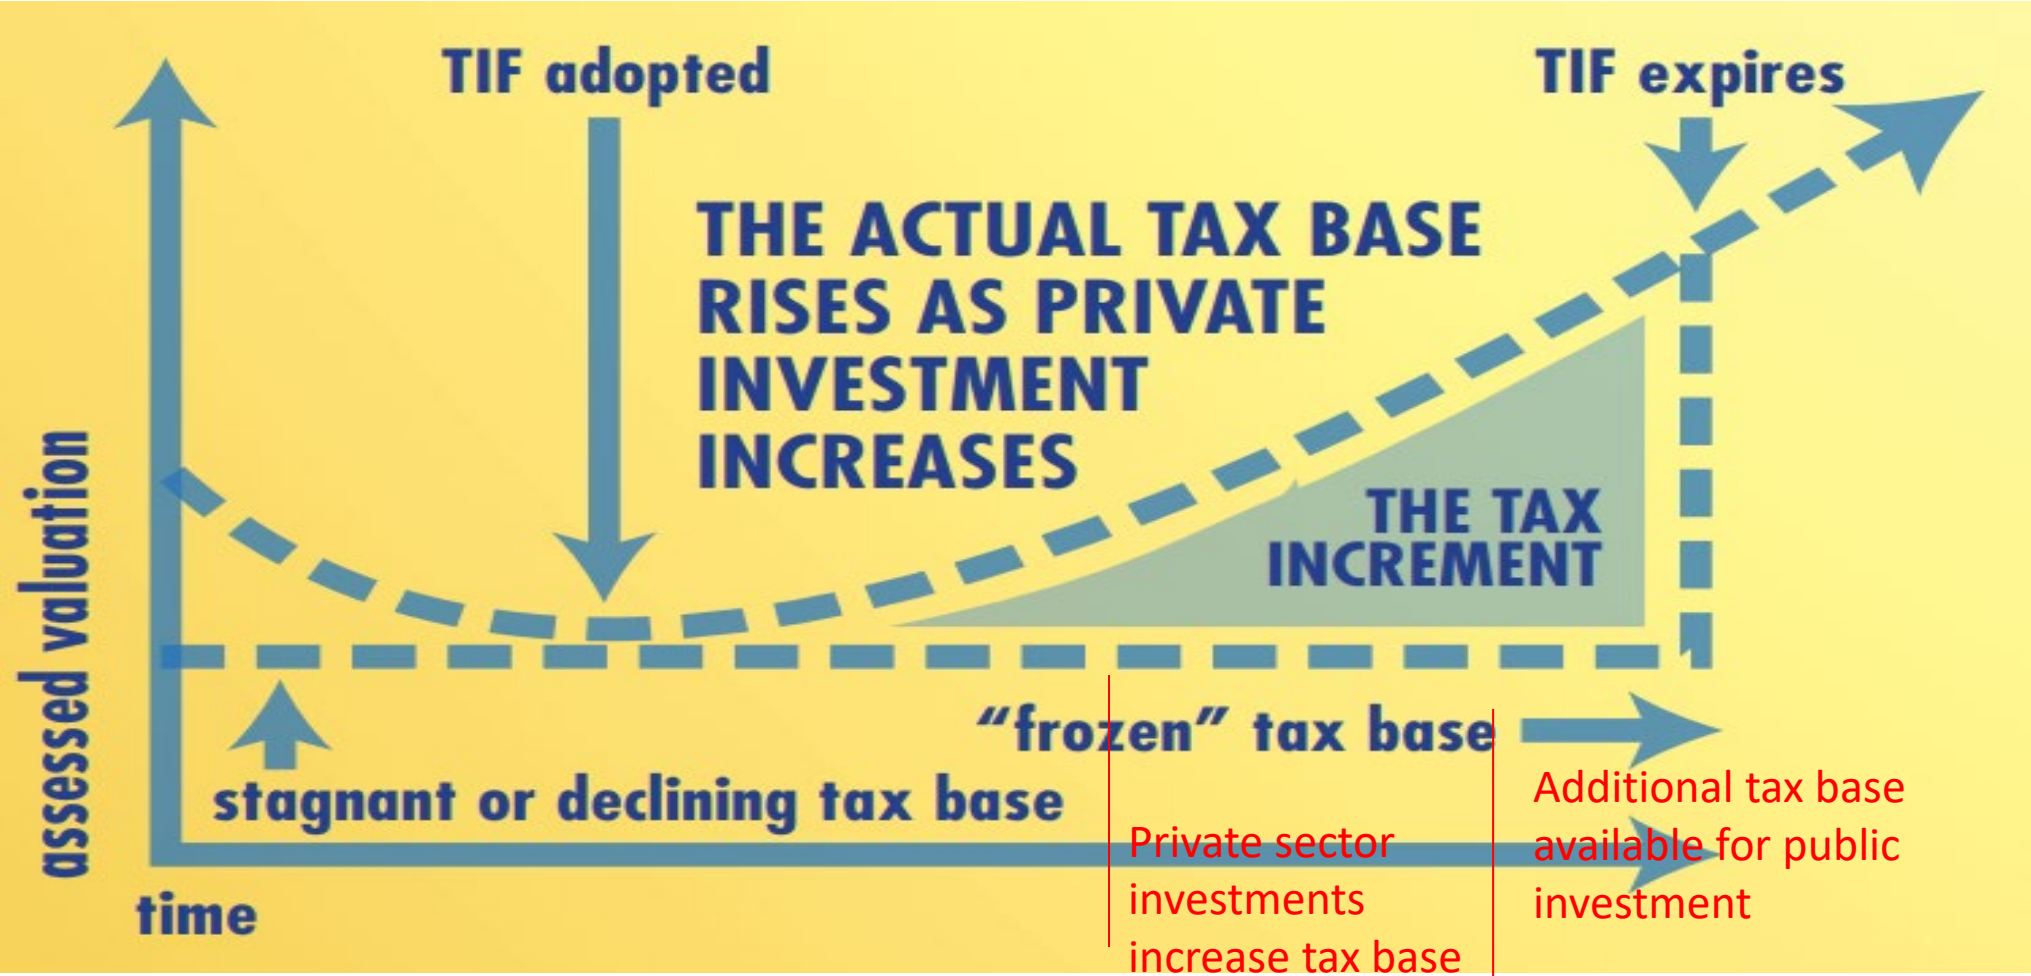 TIF adopted
TIF expires
THE ACTUAL TAX BASE
RISES AS PRIVATE
INVESTMENT
INCREASES
THE TAX
INCREMENT
assessed valuation
“frozen” tax base
stagnant or declining tax base
Additional tax base
available for public
investment
Private sector
investments
increase tax base
time